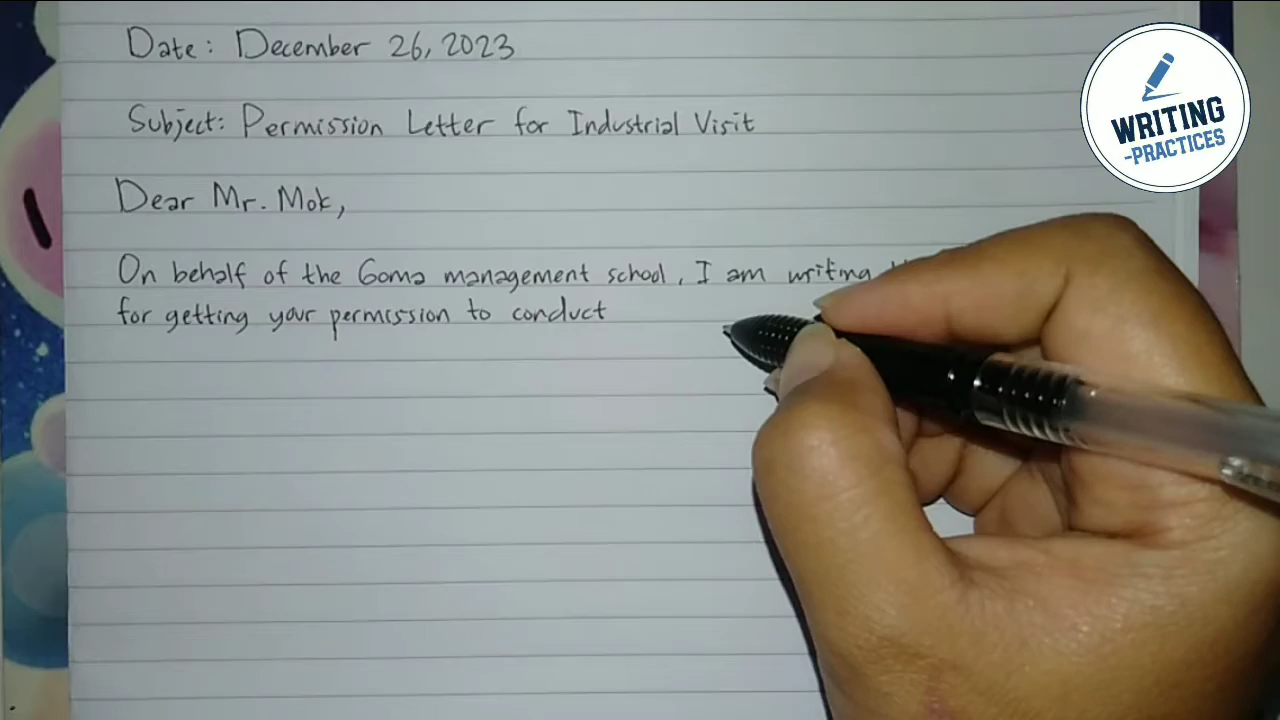 Date: December 26, 2023
Subject: Permission Letter for Industrial Visit
Dear Mr. Mok,
On behalf of the Goma management school, I am writing
for getting your permission to conduct
WRITING
-PRACTICES